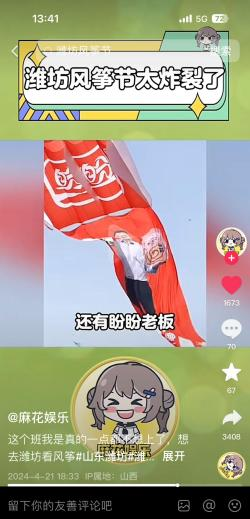 13:41
5G 72
潍坊风筝节
搜索
潍坊风筝节太炸裂了
盼盼
还有盼盼老板
1673
70
67
3408
@麻花娱乐
这个班我是真的一点都不想上了，想
去潍坊看风筝#山东潍坊#潍... 展开
2024-4-21 18:33 IP属地：山西
留下你的友善评论吧